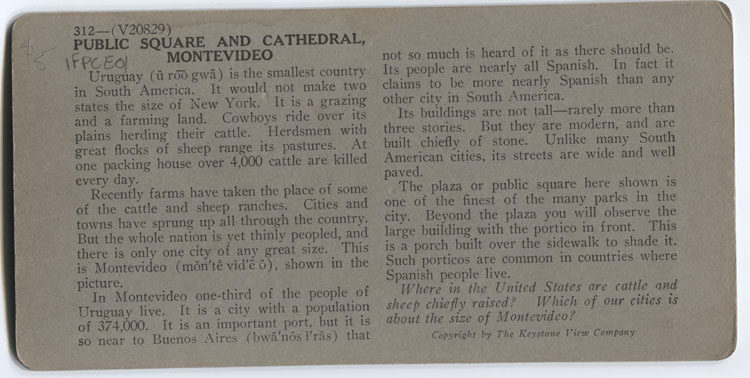 312—(V20829)
PUBLIC SQUARE AND CATHEDRAL,
MONTEVIDEO
IFPCE01
Uruguay (ū ro͞o gwā) is the smallest country
in South America. It would not make two
states the size of New York. It is a grazing
and a farming land. Cowboys ride over its
plains herding their cattle. Herdsmen with
great flocks of sheep range its pastures. At
one packing house over 4,000 cattle are killed
every day.
Recently farms have taken the place of some
of the cattle and sheep ranches. Cities and
towns have sprung up all through the country.
But the whole nation is yet thinly peopled, and
there is only one city of any great size. This
is Montevideo (mŏn'tē vĭd'ē ō), shown in the
picture.
In Montevideo one-third of the people of
Uruguay live. It is a city with a population
of 374,000. It is an important port, but it is
so near to Buenos Aires (bwā'nōs ī'rās) that
not so much is heard of it as there should be.
Its people are nearly all Spanish. In fact it
claims to be more nearly Spanish than any
other city in South America.
Its buildings are not tall—rarely more than
three stories. But they are modern, and are
built chiefly of stone. Unlike many South
American cities, its streets are wide and well
paved.
The plaza or public square here shown is
one of the finest of the many parks in the
city. Beyond the plaza you will observe the
large building with the portico in front. This
is a porch built over the sidewalk to shade it.
Such porticos are common in countries where
Spanish people live.
Where in the United States are cattle and
sheep chiefly raised? Which of our cities is
about the size of Montevideo?
Copyright by The Keystone View Company